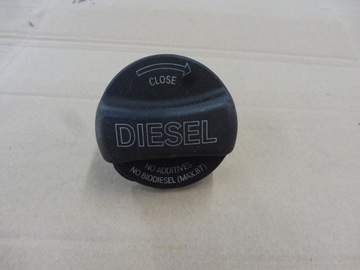 CLOSE
DIESEL
NO ADDITIVES
NO BIODIESEL (MAX.B7)